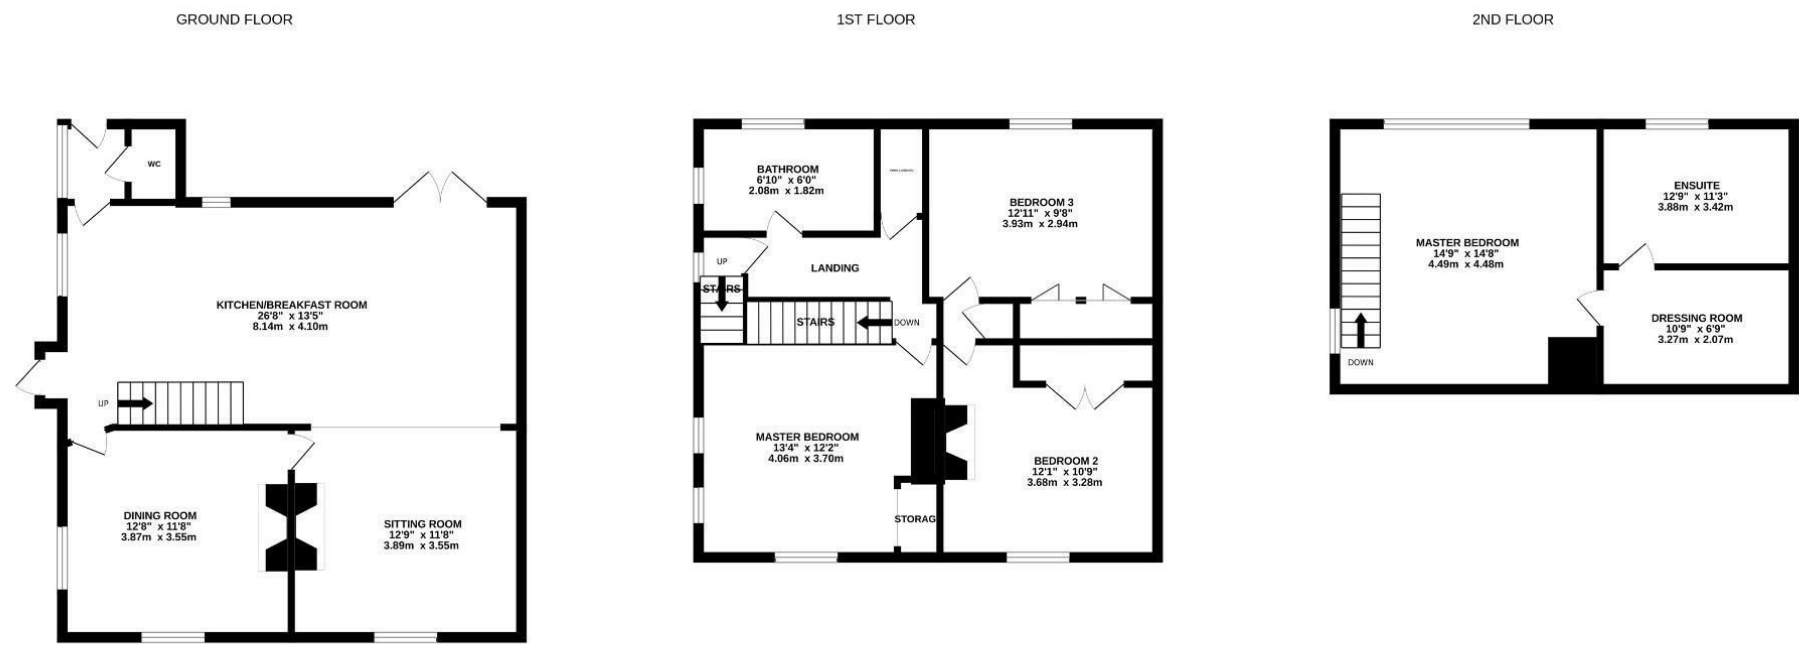 GROUND FLOOR
1ST FLOOR
2ND FLOOR
WC
KITCHEN/BREAKFAST ROOM
26'8" x 13'5"
8.14m x 4.10m
UP
DINING ROOM
12'8" x 11'8"
3.87m x 3.55m
SITTING ROOM
12'9" x 11'8"
3.89m x 3.55m
BATHROOM
6'10" x 6'0"
2.08m x 1.82m
BEDROOM 3
12'11" x 9'8"
3.93m x 2.94m
UP
LANDING
STAIRS
STAIRS
DOWN
MASTER BEDROOM
13'4" x 12'2"
4.06m x 3.70m
BEDROOM 2
12'1" x 10'9"
3.68m x 3.28m
STORAG
ENSUITE
12'9" x 11'3"
3.88m x 3.42m
MASTER BEDROOM
14'9" x 14'8"
4.49m x 4.48m
DRESSING ROOM
10'9" x 6'9"
3.27m x 2.07m
DOWN